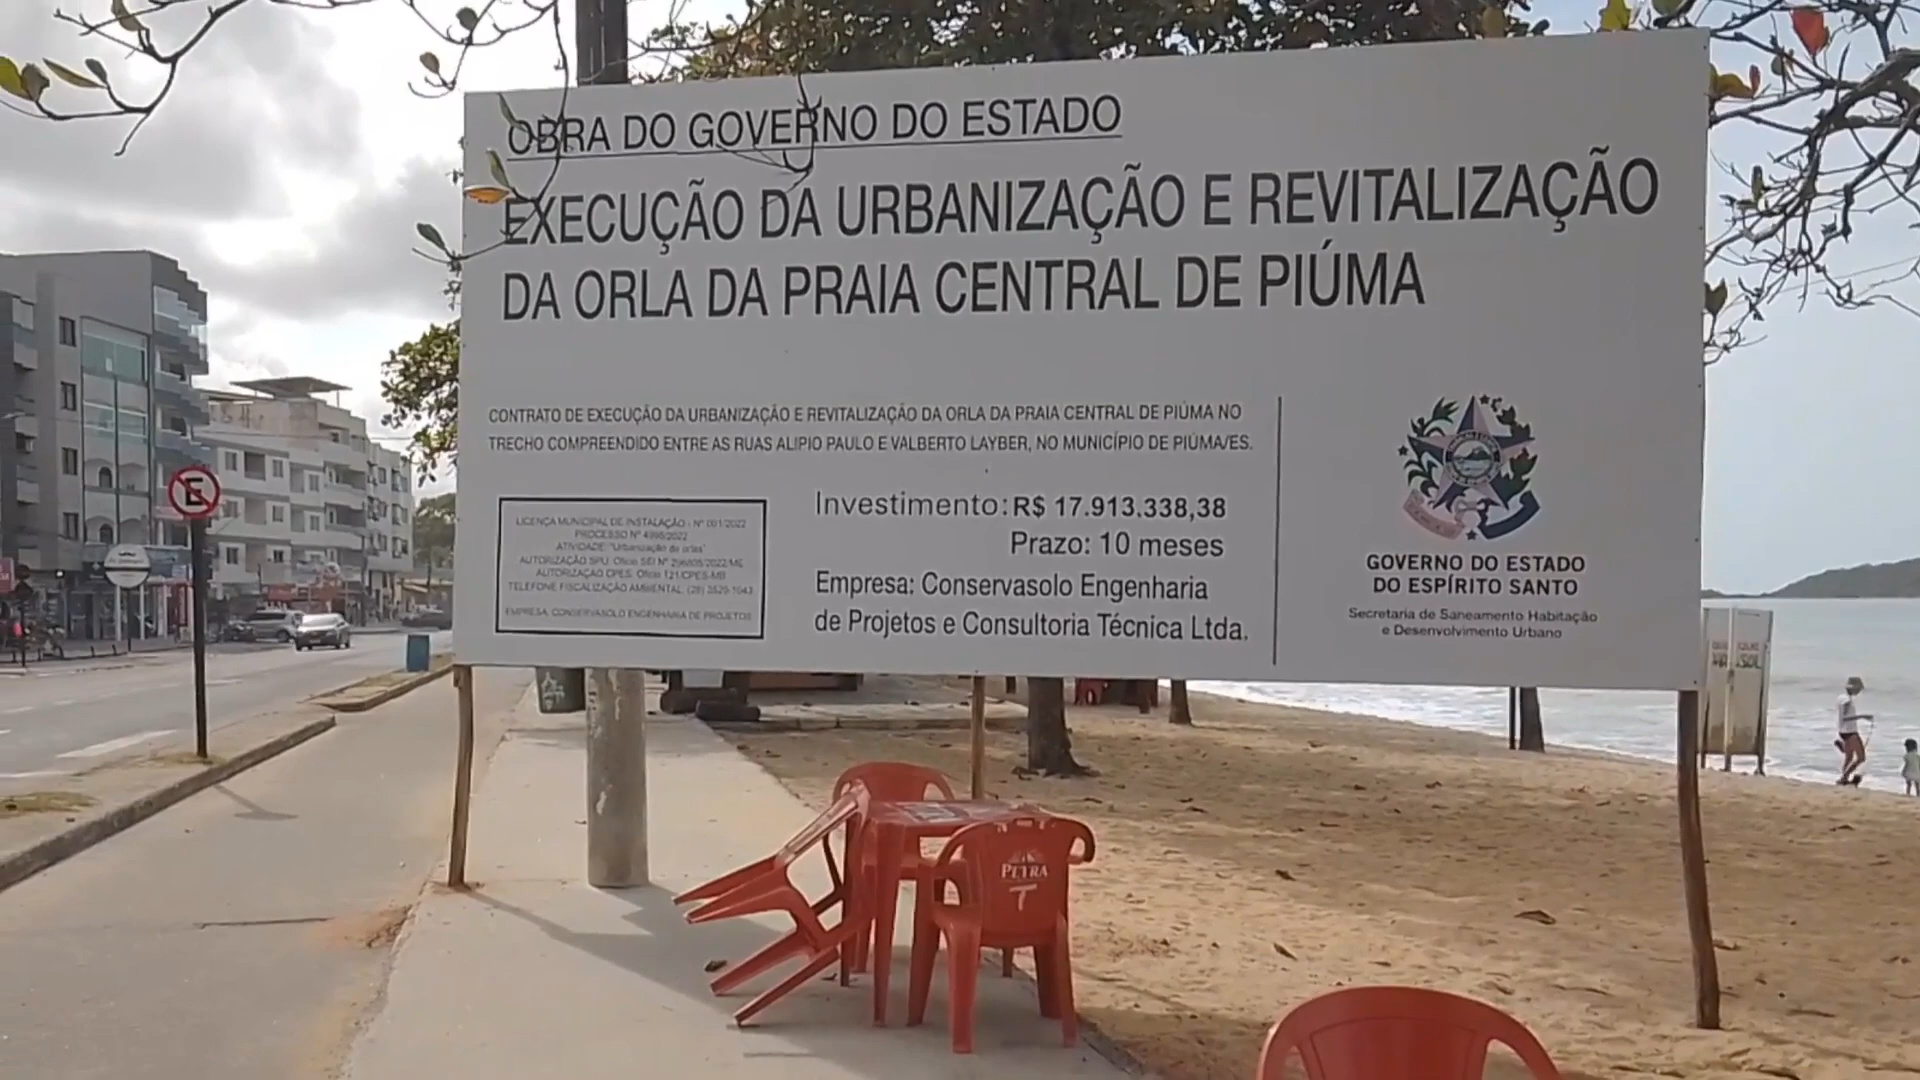 OBRA DO GOVERNO DO ESTADO
EXECUÇÃO DA URBANIZAÇÃO E REVITALIZAÇÃO
DA ORLA DA PRAIA CENTRAL DE PIÚMA
CONTRATO DE EXECUÇÃO DA URBANIZAÇÃO E REVITALIZAÇÃO DA ORLA DA PRAIA CENTRAL DE PIÚMA NO
TRECHO COMPREENDIDO ENTRE AS RUAS ALIPIO PAULO E VALBERTO LAYBER, NO MUNICÍPIO DE PIÚMA/ES.
LICENÇA MUNICIPAL DE INSTALAÇÃO - Nº 001/2022
PROCESSO Nº 4998/2022
ATIVIDADE: "Urbanização de orlas"
AUTORIZAÇÃO SPU: Ofício SEI Nº
AUTORIZAÇÃO CPES: Ofício 121/CPES-MB
TELEFONE FISCALIZAÇÃO AMBIENTAL: (28) 3520-1643
EMPRESA: CONSERVASOLO ENGENHARIA DE PROJETOS
Investimento: R$ 17.913.338,38
Prazo: 10 meses
Empresa: Conservasolo Engenharia
de Projetos e Consultoria Técnica Ltda.
GOVERNO DO ESTADO
DO ESPÍRITO SANTO
Secretaria de Saneamento Habitação
e Desenvolvimento Urbano
E
PETRA